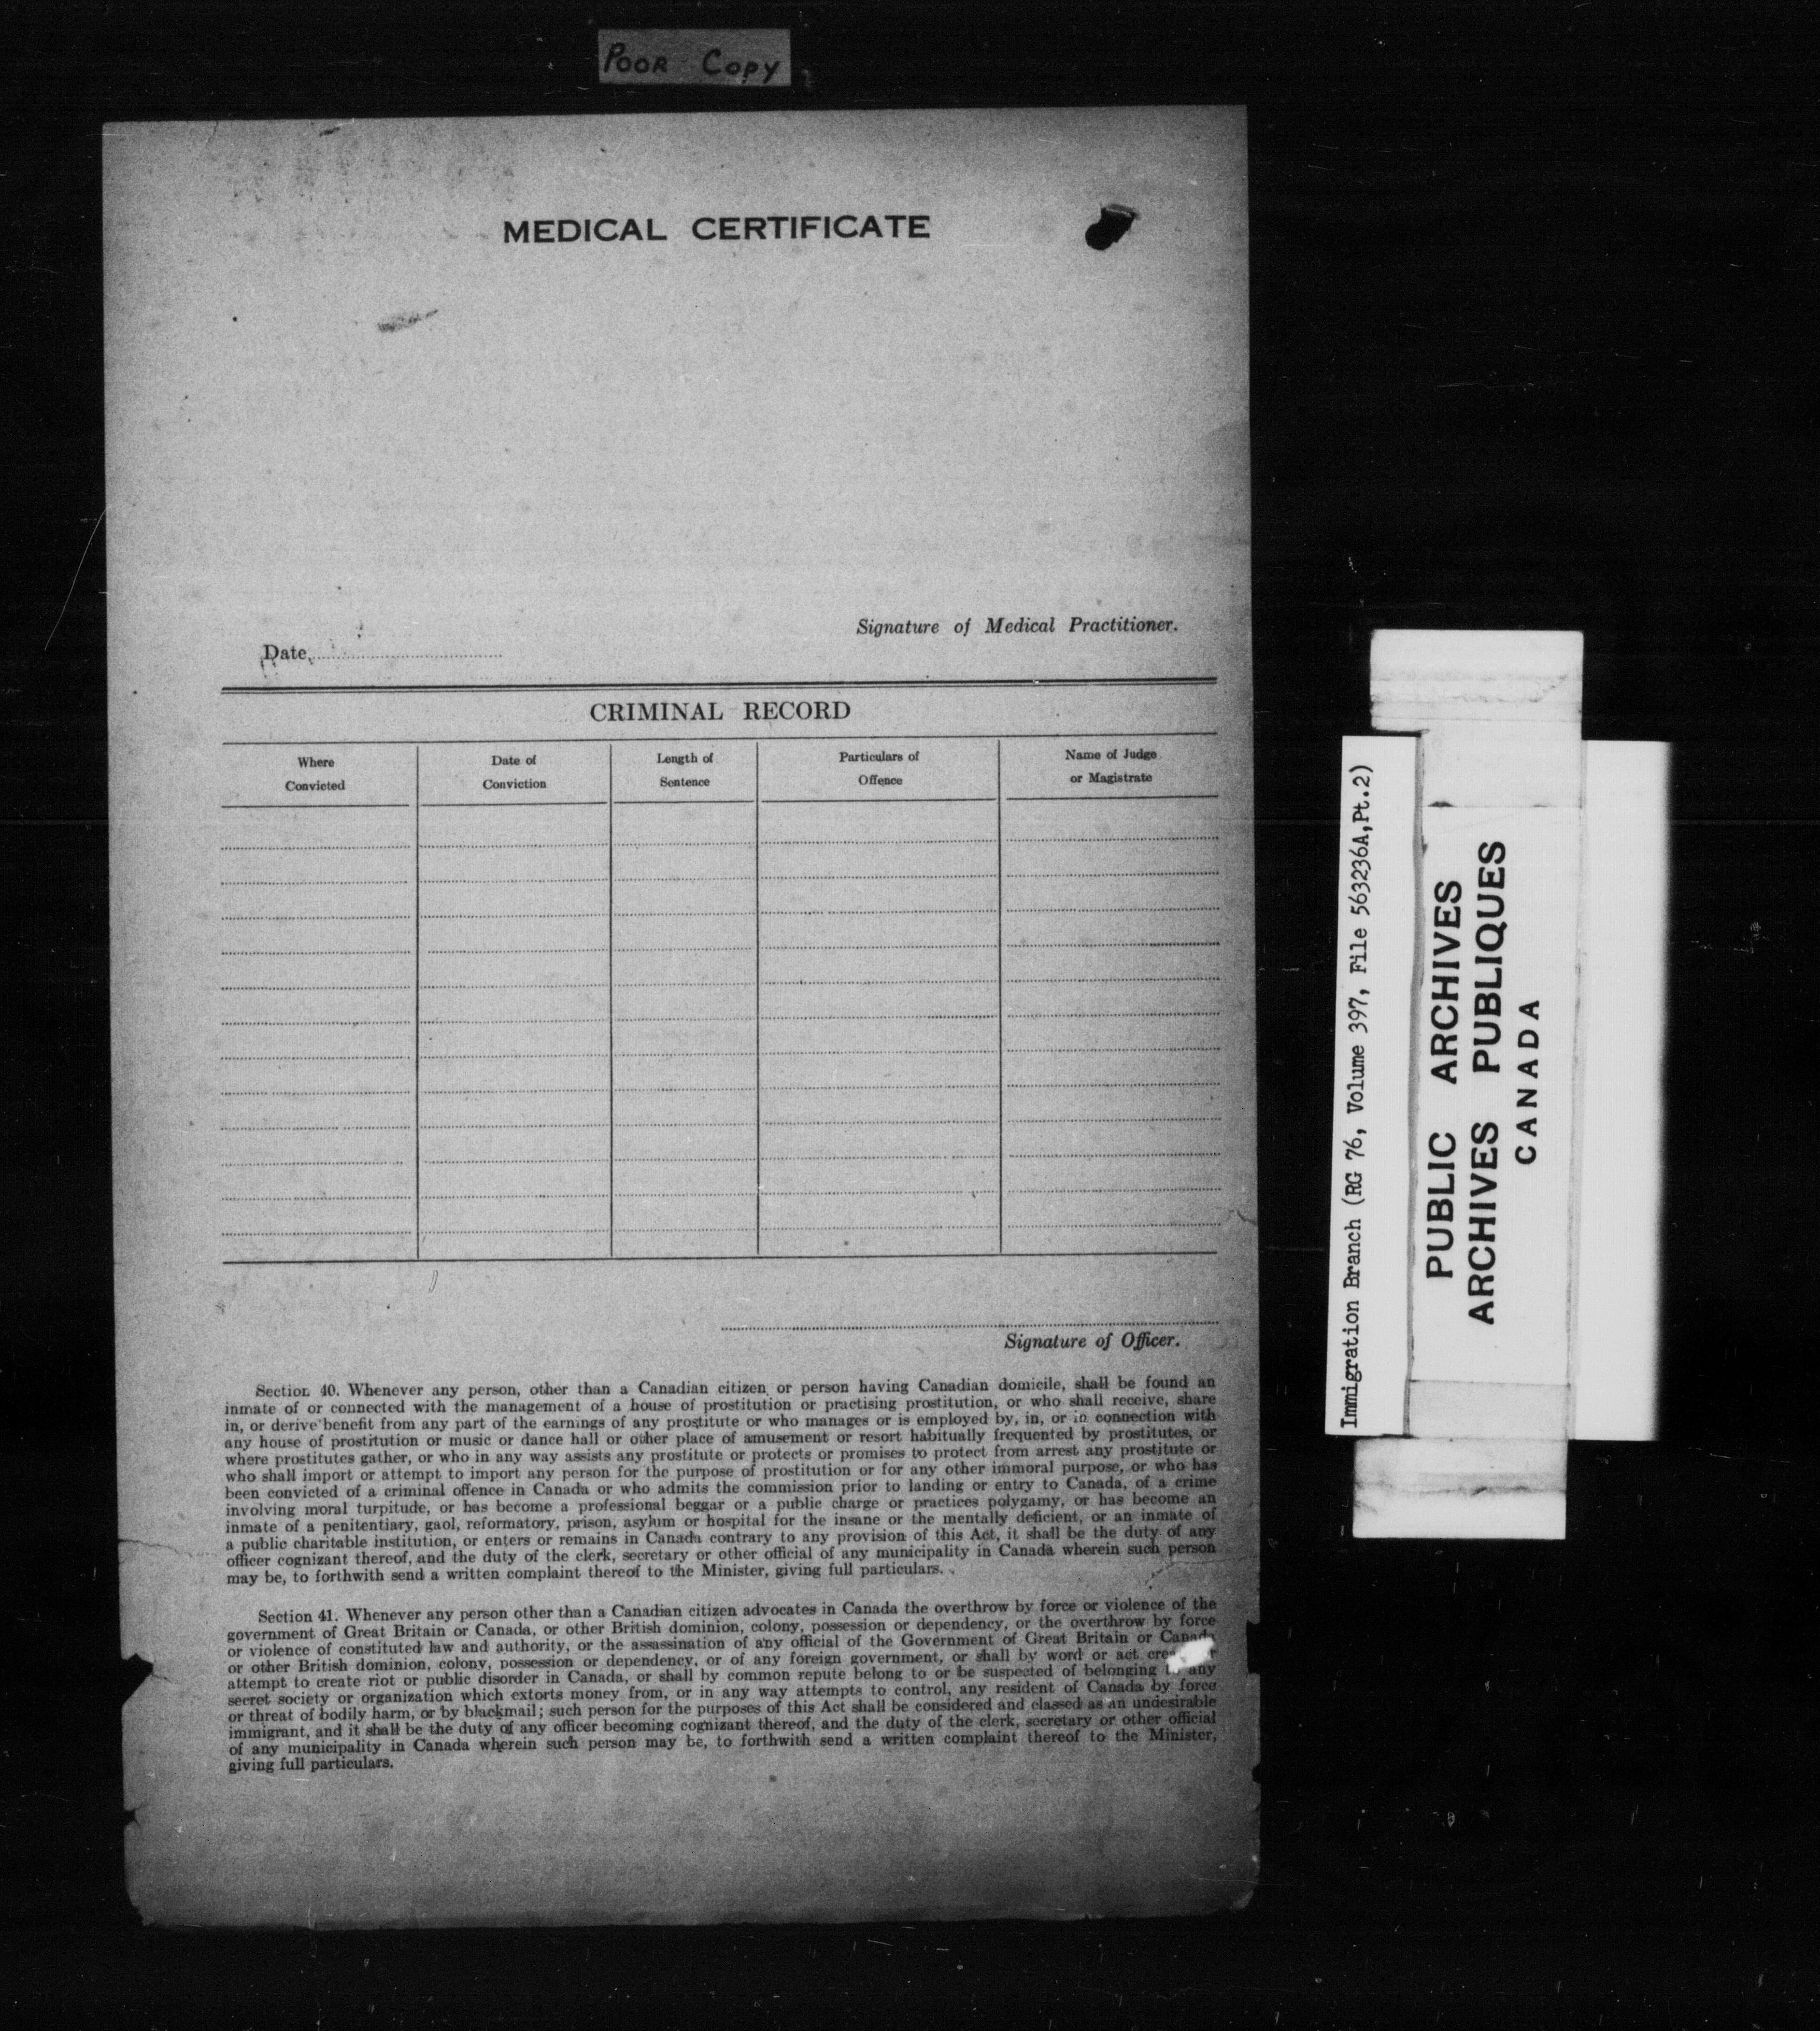 POOR COPY
MEDICAL CERTIFICATE
Signature of Medical Practitioner.
Date
CRIMINAL RECORD
Where Convicted
Date of Conviction
Length of Sentence
Particulars of Offence
Name of Judge or Magistrate
Signature of Officer.
Section 40. Whenever any person, other than a Canadian citizen or person having Canadian domicile, shall be found an
inmate of or connected with the management of a house of prostitution or practising prostitution, or who shall receive, share
in, or derive benefit from any part of the earnings of any prostitute or who manages or is employed by, in, or in connection with
any house of prostitution or music or dance hall or other place of amusement or resort habitually frequented by prostitutes, or
where prostitutes gather, or who in any way assists any prostitute or protects or promises to protect from arrest any prostitute or
who shall import or attempt to import any person for the purpose of prostitution or for any other immoral purpose, or who has
been convicted of a criminal offence in Canada or who admits the commission prior to landing or entry to Canada, of a crime
involving moral turpitude, or has become a professional beggar or a public charge or practices polygamy, or has become an
inmate of a penitentiary, gaol, reformatory, prison, asylum or hospital for the insane or the mentally deficient, or an inmate of
a public charitable institution, or enters or remains in Canada contrary to any provision of this Act, it shall be the duty of any
officer cognizant thereof, and the duty of the clerk, secretary or other official of any municipality in Canada wherein such person
may be, to forthwith send a written complaint thereof to the Minister, giving full particulars.
Section 41. Whenever any person other than a Canadian citizen advocates in Canada the overthrow by force or violence of the
government of Great Britain or Canada, or other British dominion, colony, possession or dependency, or the overthrow by force
or violence of constituted law and authority, or the assassination of any official of the Government of Great Britain or Canada
or other British dominion, colony, possession or dependency, or of any foreign government, or shall by word or act
attempt to create riot or public disorder in Canada, or shall by common repute belong to or be suspected of belonging any
secret society or organization which extorts money from, or in any way attempts to control, any resident of Canada by force
or threat of bodily harm, or by blackmail; such person for the purposes of this Act shall be considered and classed as an undesirable
immigrant, and it shall be the duty of any officer becoming cognizant thereof, and the duty of the clerk, secretary or other official
of any municipality in Canada wherein such person may be, to forthwith send a written complaint thereof to the Minister,
giving full particulars.
Immigration Branch (RG 76, Volume 397, File 563236A,Pt.2)
PUBLIC ARCHIVES
ARCHIVES PUBLIQUES
CANADA